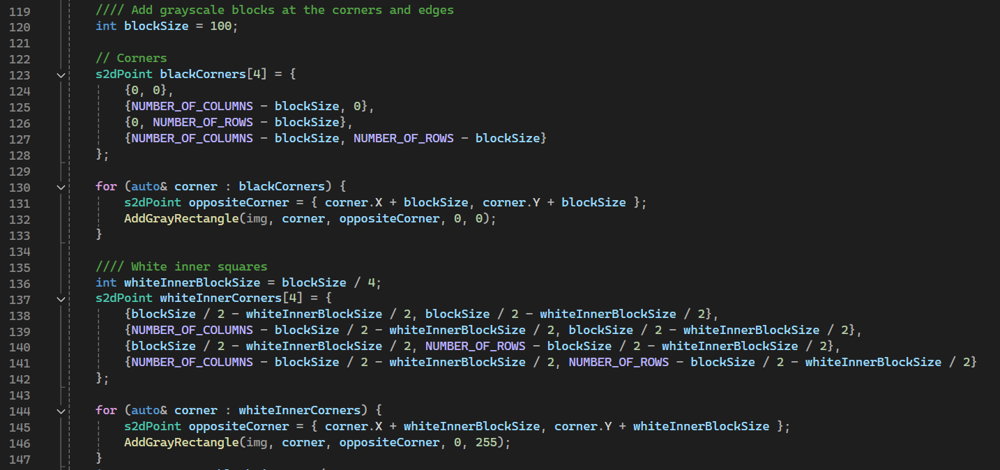 119 //// Add grayscale blocks at the corners and edges
120 int blockSize = 100;
121
122 // Corners
123 s2dPoint blackCorners[4] = {
124 {0, 0},
125 {NUMBER_OF_COLUMNS - blockSize, 0},
126 {0, NUMBER_OF_ROWS - blockSize},
127 {NUMBER_OF_COLUMNS - blockSize, NUMBER_OF_ROWS - blockSize}
128 };
129
130 for (auto& corner : blackCorners) {
131 s2dPoint oppositeCorner = { corner.X + blockSize, corner.Y + blockSize };
132 AddGrayRectangle(img, corner, oppositeCorner, 0, 0);
133 }
134
135 //// White inner squares
136 int whiteInnerBlockSize = blockSize / 4;
137 s2dPoint whiteInnerCorners[4] = {
138 {blockSize / 2 - whiteInnerBlockSize / 2, blockSize / 2 - whiteInnerBlockSize / 2},
139 {NUMBER_OF_COLUMNS - blockSize / 2 - whiteInnerBlockSize / 2, blockSize / 2 - whiteInnerBlockSize / 2},
140 {blockSize / 2 - whiteInnerBlockSize / 2, NUMBER_OF_ROWS - blockSize / 2 - whiteInnerBlockSize / 2},
141 {NUMBER_OF_COLUMNS - blockSize / 2 - whiteInnerBlockSize / 2, NUMBER_OF_ROWS - blockSize / 2 - whiteInnerBlockSize / 2}
142 };
143
144 for (auto& corner : whiteInnerCorners) {
145 s2dPoint oppositeCorner = { corner.X + whiteInnerBlockSize, corner.Y + whiteInnerBlockSize };
146 AddGrayRectangle(img, corner, oppositeCorner, 0, 255);
147 }